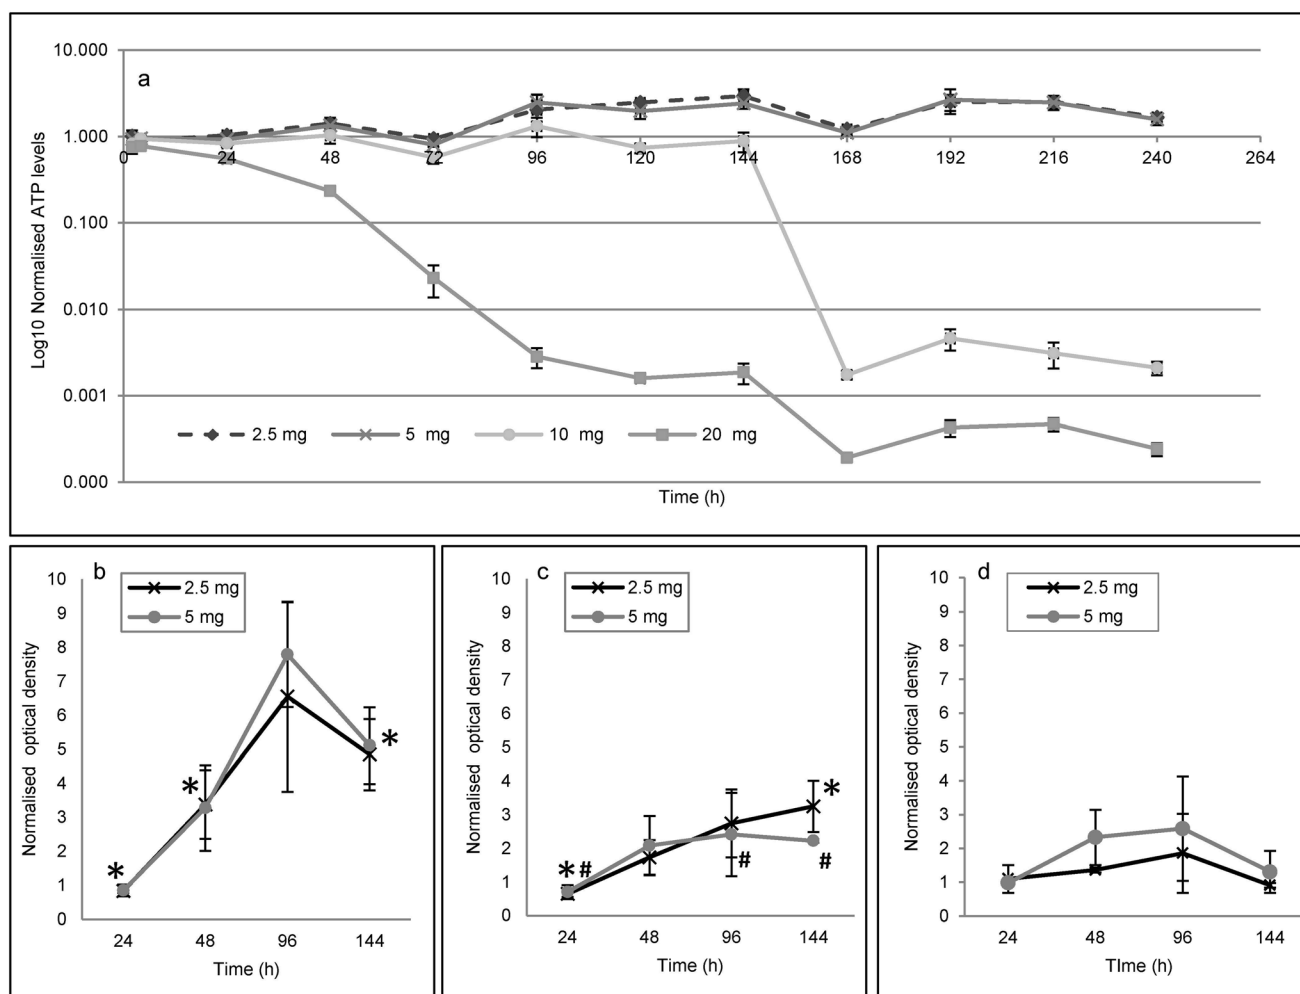 10.000
a
1.000
0 24 48 72 96 120 144 168 192 216 240 264
0.100
0.010
0.001
0.000
Log10 Normalised ATP levels
2.5 mg 5 mg 10 mg 20 mg
Time (h)
b
2.5 mg
5 mg
10
9
8
7
6
5
4
3
2
1
0
Normalised optical density
*
*
*
24 48 96 144
Time (h)
c
2.5 mg
5 mg
10
9
8
7
6
5
4
3
2
1
0
Normalised optical density
* #
#
*
#
24 48 96 144
Time (h)
d
2.5 mg
5 mg
10
9
8
7
6
5
4
3
2
1
0
Normalised optical density
24 48 96 144
TIme (h)